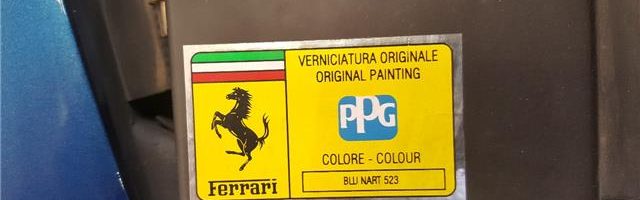 VERNICIATURA ORIGINALE
ORIGINAL PAINTING
PPG
COLORE - COLOUR
BLU NART 523
Ferrari